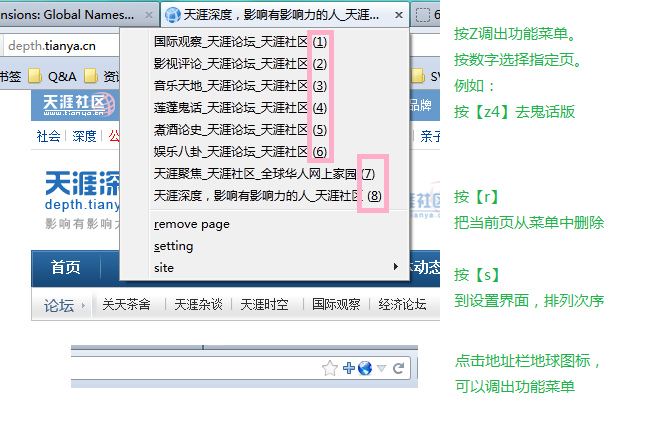 nsions: Global Names...
天涯深度，影响有影响力的人_天涯...
depth.tianya.cn
书签
Q&A
国际观察_天涯论坛_天涯社区 (1)
影视评论_天涯论坛_天涯社区 (2)
音乐天地_天涯论坛_天涯社区 (3)
莲蓬鬼话_天涯论坛_天涯社区 (4)
煮酒论史_天涯论坛_天涯社区 (5)
娱乐八卦_天涯论坛_天涯社区 (6)
天涯聚焦_天涯社区_全球华人网上家园 (7)
天涯深度，影响有影响力的人_天涯社区 (8)
remove page
setting
site
按Z调出功能菜单。
按数字选择指定页。
例如：
按【z4】去鬼话版
按【r】
把当前页从菜单中删除
按【s】
到设置界面，排列次序
点击地址栏地球图标，
可以调出功能菜单
SV
天涯社区
www.tianya.cn
品牌
社会 深度 公
亲子
天涯深
depth.tianya
影响有影响
涯社区
首页
动态
论坛
关天茶舍
天涯杂谈
天涯时空
国际观察
经济论坛